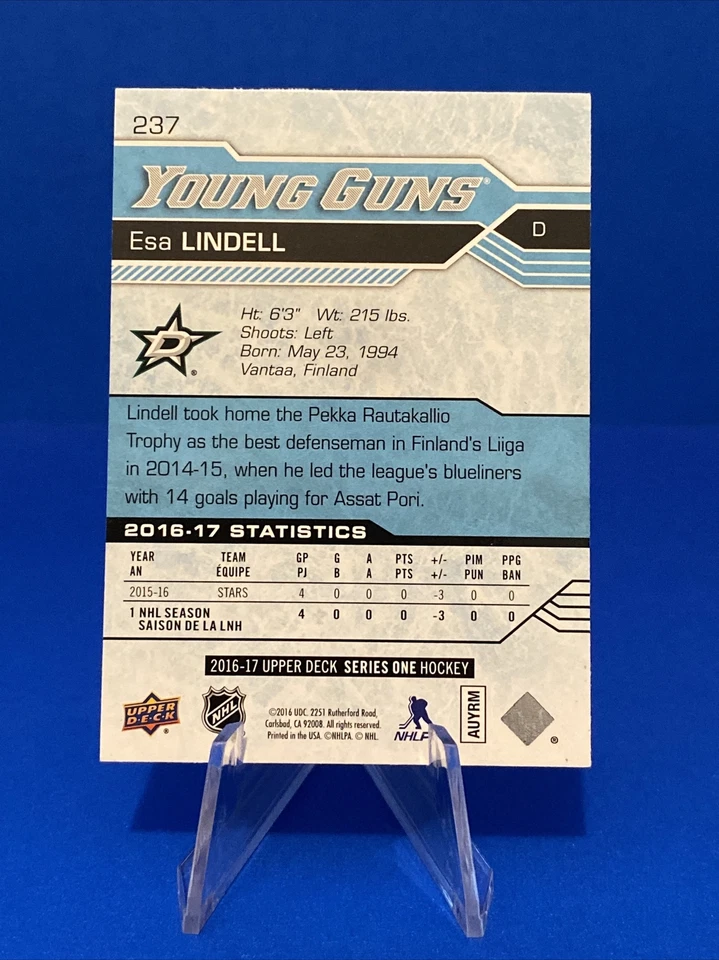 237
YOUNG GUNS®
Esa LINDELL
D
Ht: 6'3" Wt: 215 lbs.
Shoots: Left
Born: May 23, 1994
Vantaa, Finland
Lindell took home the Pekka Rautakallio
Trophy as the best defenseman in Finland's Liiga
in 2014-15, when he led the league's blueliners
with 14 goals playing for Assat Pori.
2016-17 STATISTICS
YEAR TEAM GP G A PTS +/- PIM PPG
AN ÉQUIPE PJ B A PTS +/- PUN BAN
2015-16 STARS 4 0 0 0 -3 0 0
1 NHL SEASON 4 0 0 0 -3 0 0
SAISON DE LA LNH
2016-17 UPPER DECK SERIES ONE HOCKEY
UPPER DECK ®
NHL
©2016 UDC. 2251 Rutherford Road,
Carlsbad, CA 92008. All rights reserved.
Printed in the USA. ©NHLPA. © NHL.
NHLP
AUYRM
®